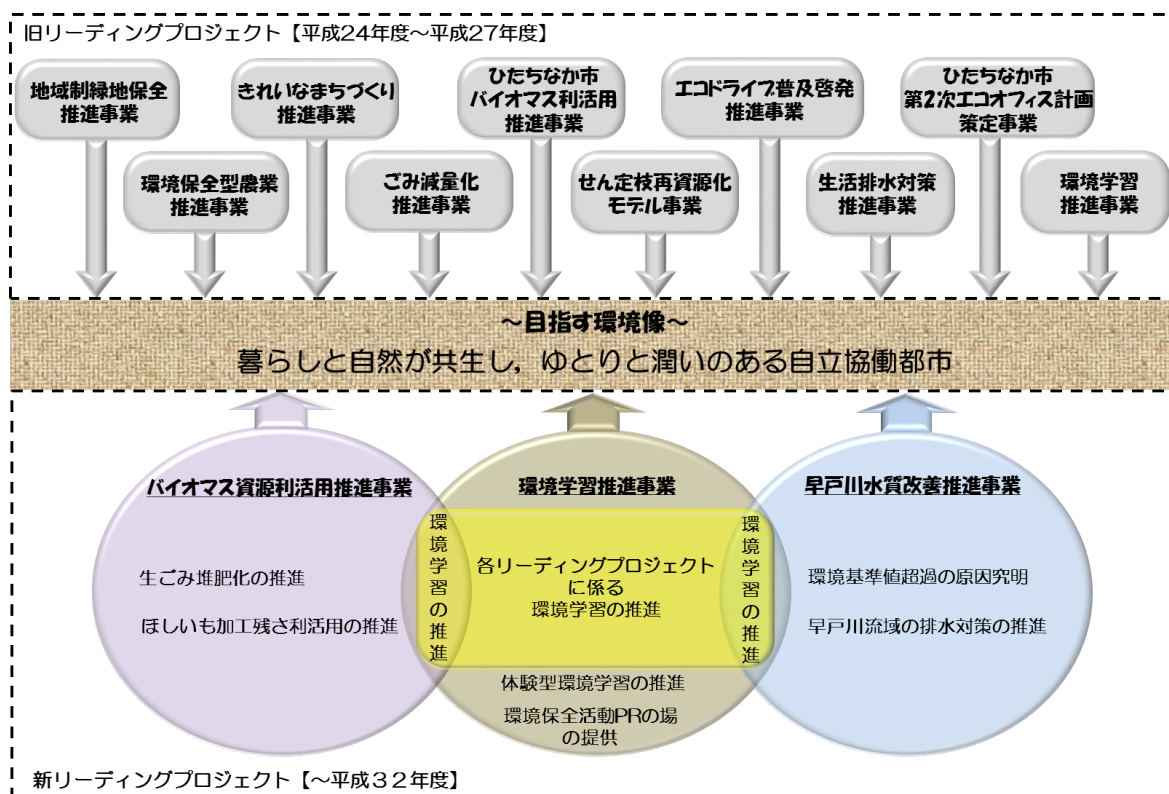 旧リーディングプロジェクト【平成24年度～平成27年度】
地域制緑地保全
推進事業
きれいなまちづくり
推進事業
ひたちなか市
バイオマス利活用
推進事業
エコドライブ普及啓発
推進事業
ひたちなか市
第2次エコオフィス計画
策定事業
環境保全型農業
推進事業
ごみ減量化
推進事業
せん定枝再資源化
モデル事業
生活排水対策
推進事業
環境学習
推進事業
～目指す環境像～
暮らしと自然が共生し，ゆとりと潤いのある自立協働都市
バイオマス資源利活用推進事業
生ごみ堆肥化の推進
ほしいも加工残さ利活用の推進
環境学習の推進
環境学習推進事業
各リーディングプロジェクト
に係る
環境学習の推進
体験型環境学習の推進
環境保全活動PRの場
の提供
環境学習の推進
早戸川水質改善推進事業
環境基準値超過の原因究明
早戸川流域の排水対策の推進
新リーディングプロジェクト【～平成３２年度】